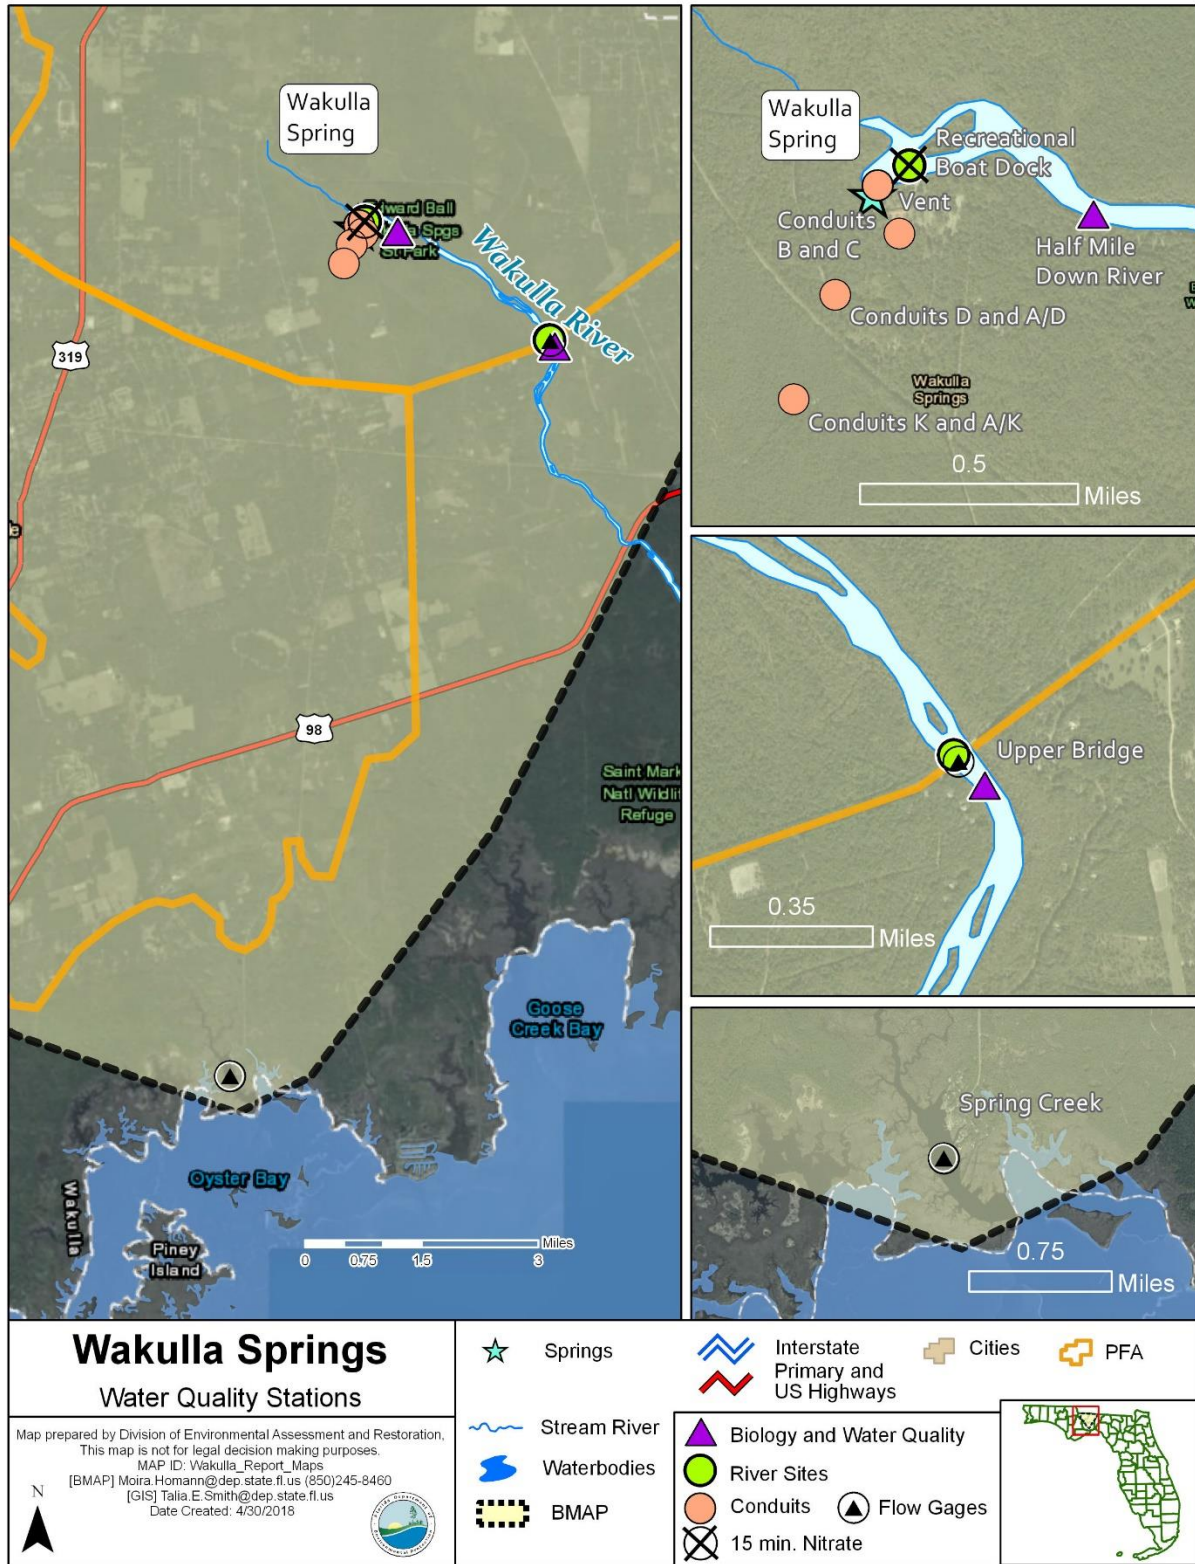 Wakulla
Spring
Edward Ball
St Park
Wakulla River
319
98
Saint Mark
Natl Wildlif
Refuge
Goose
Creek Bay
Oyster Bay
Wakulla
Piney
Island
Miles
0 0.75 1.5 3
Wakulla
Spring
Recreational
Boat Dock
Vent
Conduits
B and C
Half Mile
Down River
Conduits D and A/D
Wakulla
Springs
Conduits K and A/K
0.5
Miles
Upper Bridge
0.35
Miles
Spring Creek
0.75
Miles
Wakulla Springs
Water Quality Stations
Map prepared by Division of Environmental Assessment and Restoration,
This map is not for legal decision making purposes.
MAP ID: Wakulla_Report_Maps
[BMAP] Moira.Homann@dep.state.fl.us (850)245-8460
[GIS] Talia.E.Smith@dep.state.fl.us
Date Created: 4/30/2018
N
Springs
Stream River
Waterbodies
BMAP
Interstate
Primary and
US Highways
Cities
PFA
Biology and Water Quality
River Sites
Conduits
Flow Gages
15 min. Nitrate